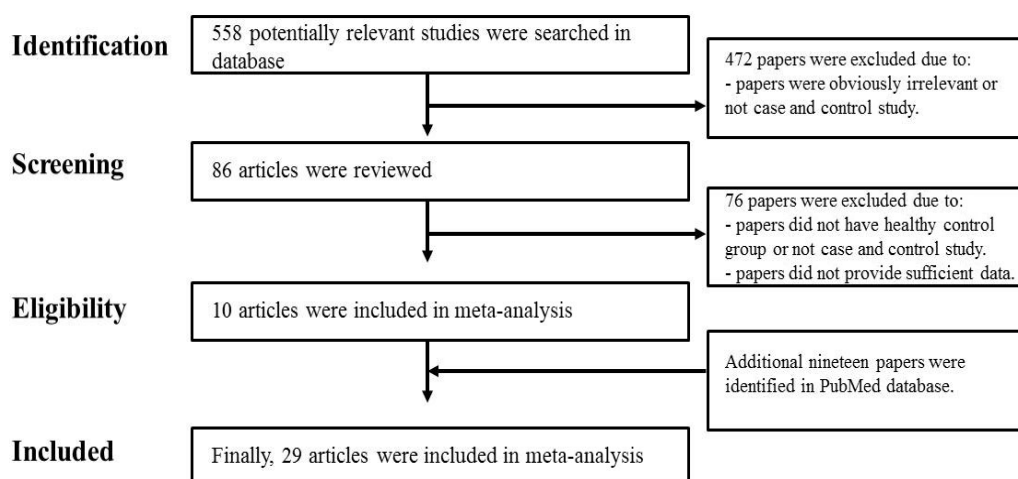 Identification
558 potentially relevant studies were searched in
database
472 papers were excluded due to:
- papers were obviously irrelevant or
not case and control study.
Screening
86 articles were reviewed
76 papers were excluded due to:
- papers did not have healthy control
group or not case and control study.
- papers did not provide sufficient data.
Eligibility
10 articles were included in meta-analysis
Additional nineteen papers were
identified in PubMed database.
Included
Finally, 29 articles were included in meta-analysis